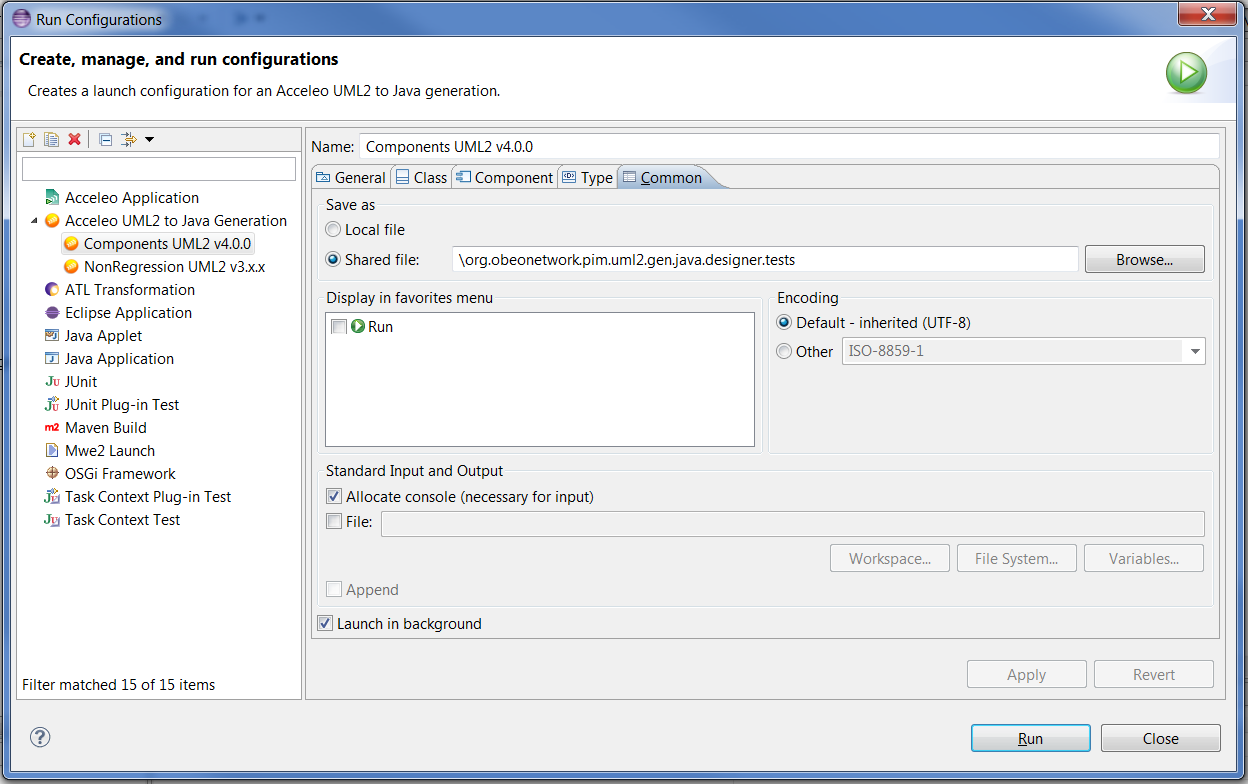 Run Configurations
Create, manage, and run configurations
Creates a launch configuration for an Acceleo UML2 to Java generation.
Acceleo Application
Acceleo UML2 to Java Generation
Components UML2 v4.0.0
NonRegression UML2 v3.x.x
ATL Transformation
Eclipse Application
Java Applet
Java Application
JUnit
JUnit Plug-in Test
m2 Maven Build
Mwe2 Launch
OSGi Framework
Task Context Plug-in Test
Task Context Test
Filter matched 15 of 15 items
Name: Components UML2 v4.0.0
General Class Component Type Common
Save as
Local file
Shared file: \org.obeonetwork.pim.uml2.gen.java.designer.tests Browse...
Display in favorites menu
Run
Encoding
Default - inherited (UTF-8)
Other ISO-8859-1
Standard Input and Output
Allocate console (necessary for input)
File:
Workspace... File System... Variables...
Append
Launch in background
Apply Revert
Run Close